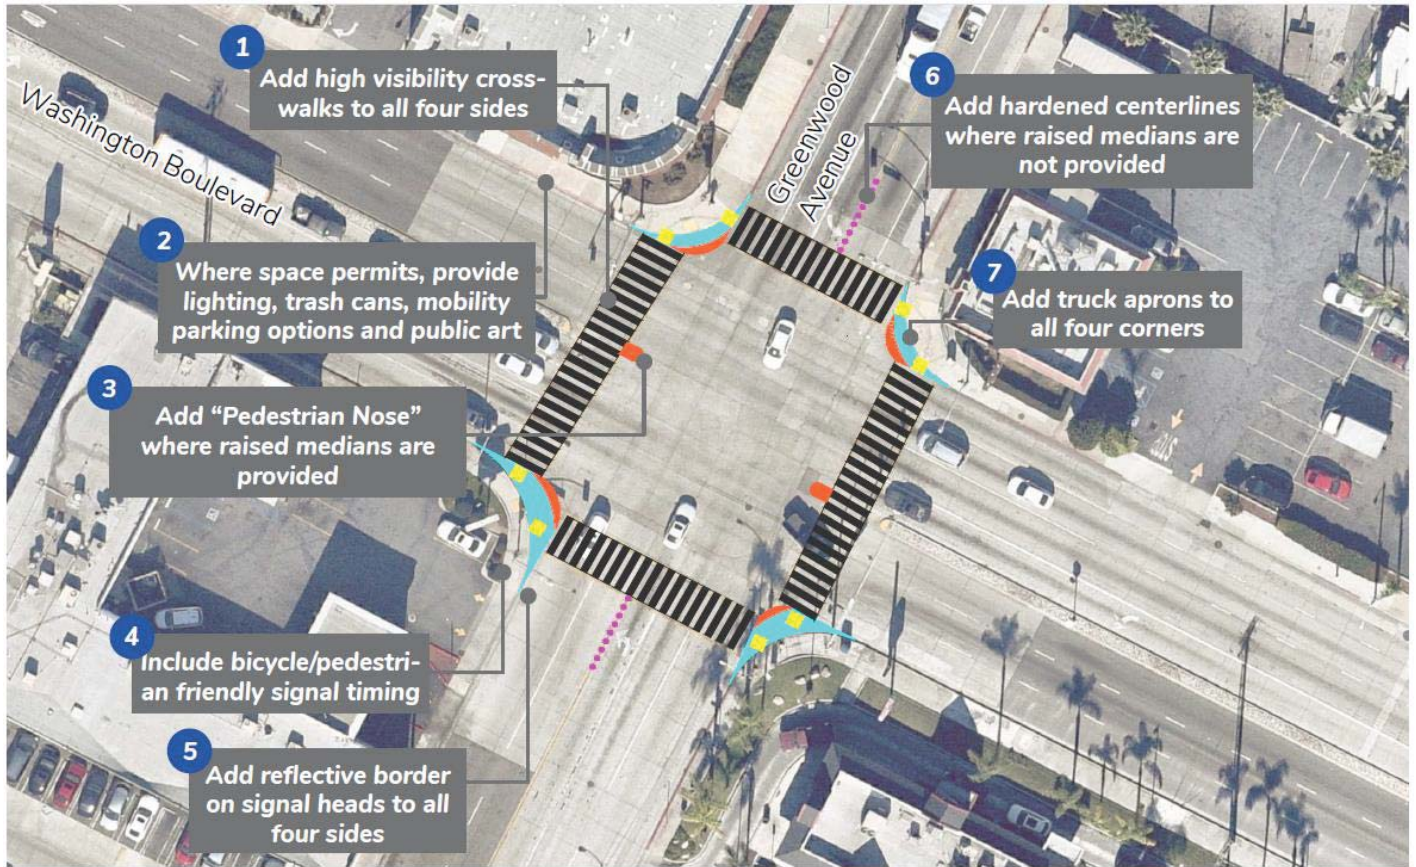 1
Add high visibility cross-
walks to all four sides
Washington Boulevard
Greenwood
Avenue
2
Where space permits, provide
lighting, trash cans, mobility
parking options and public art
3
Add “Pedestrian Nose”
where raised medians are
provided
4
Include bicycle/pedestri-
an friendly signal timing
5
Add reflective border
on signal heads to all
four sides
6
Add hardened centerlines
where raised medians are
not provided
7
Add truck aprons to
all four corners